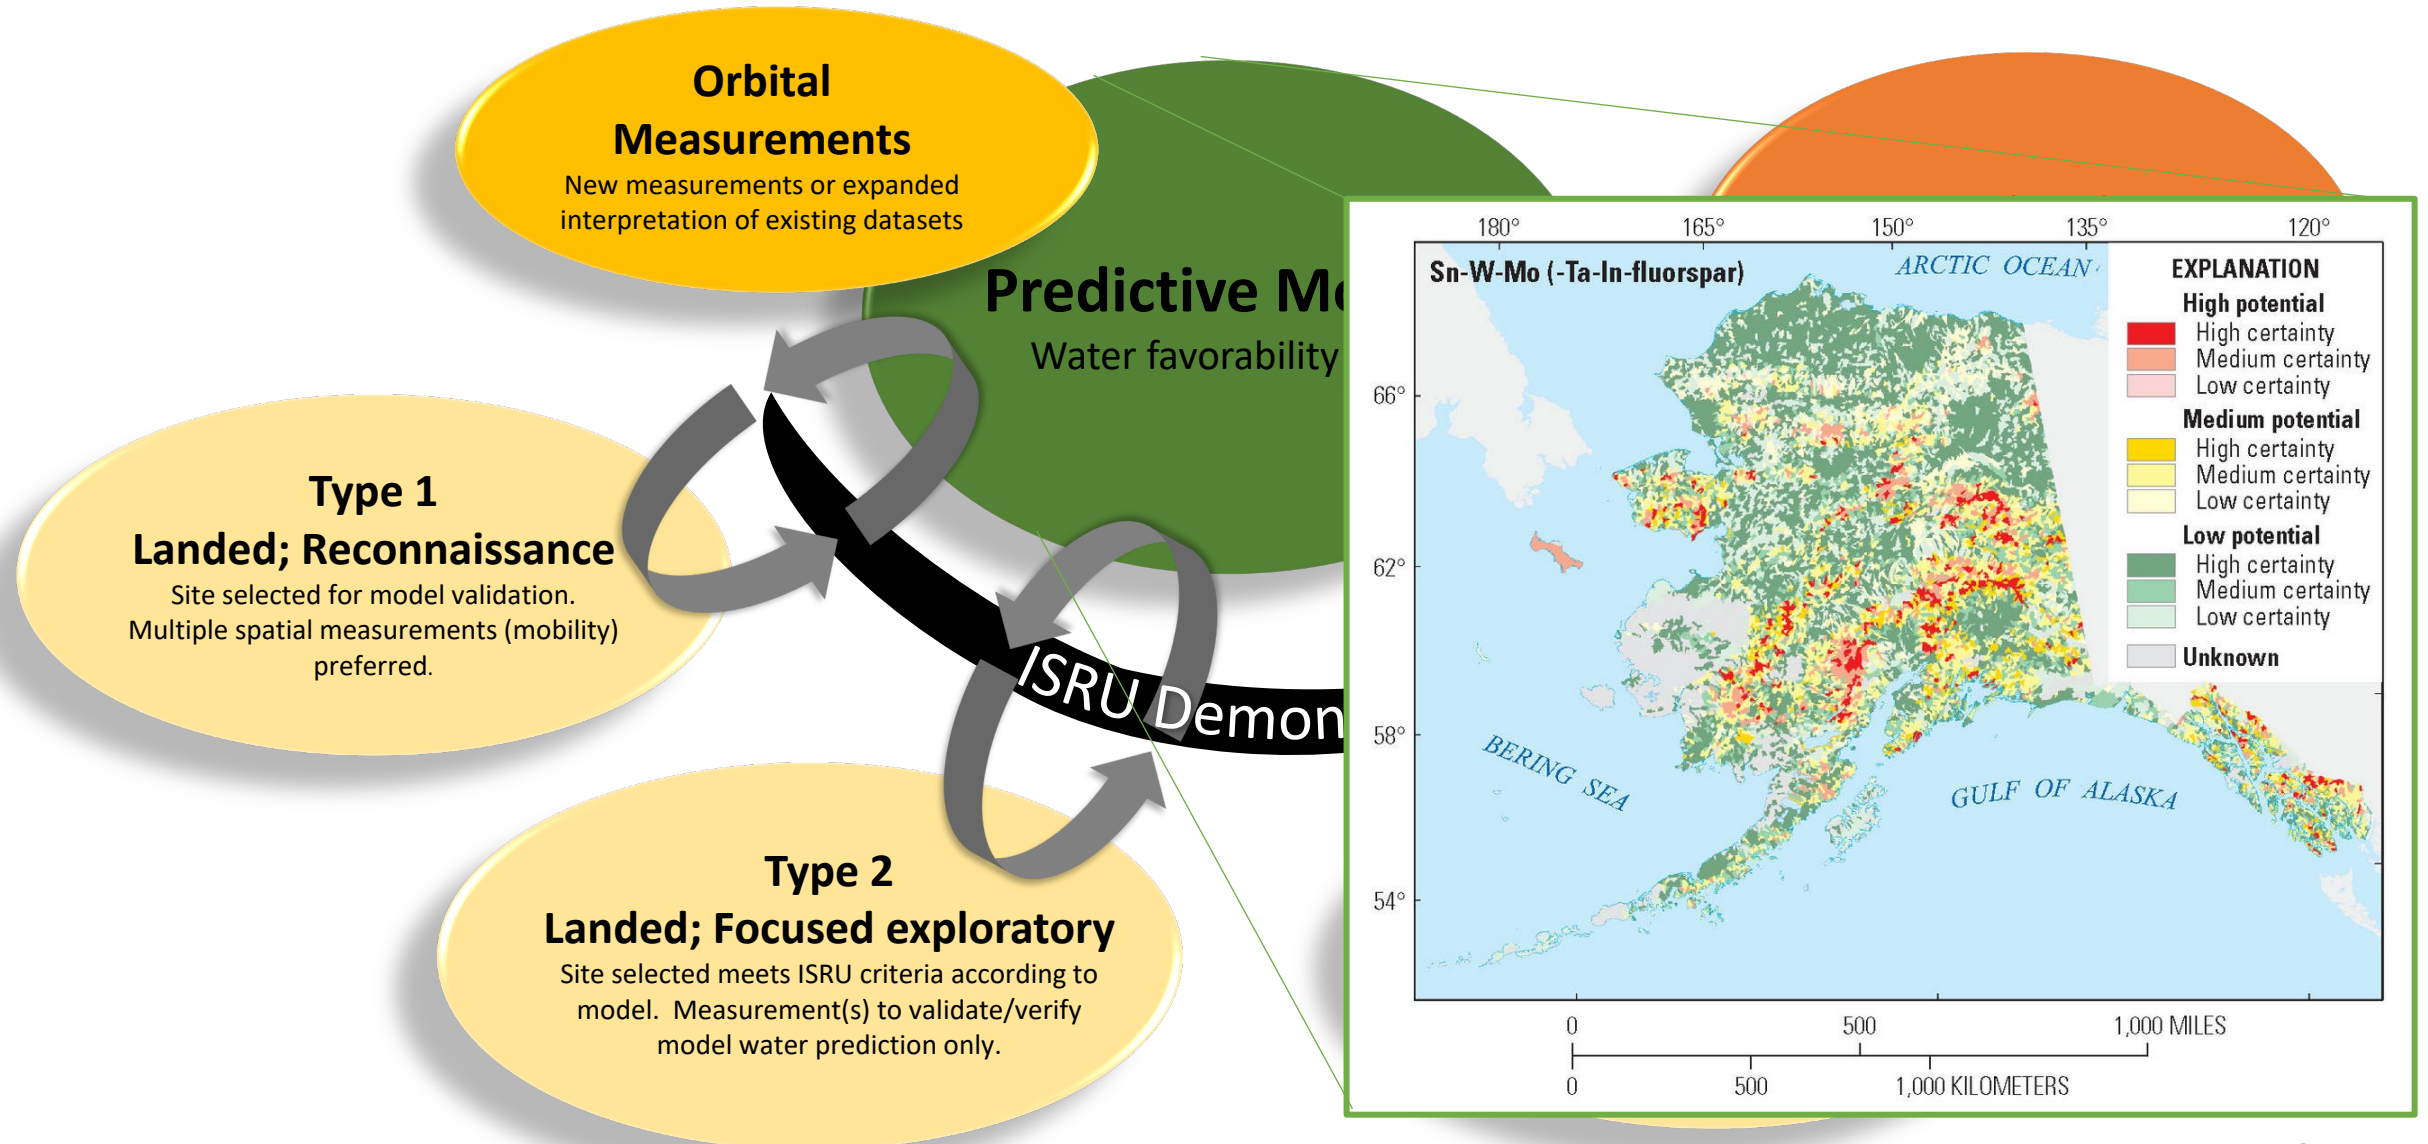 Orbital
Measurements
New measurements or expanded
interpretation of existing datasets
Predictive
Water favorability
Type 1
Landed; Reconnaissance
Site selected for model validation.
Multiple spatial measurements (mobility)
preferred.
ISRU Demon
Type 2
Landed; Focused exploratory
Site selected meets ISRU criteria according to
model.  Measurement(s) to validate/verify
model water prediction only.
180° 165° 150° 135° 120°
Sn-W-Mo (-Ta-In-fluorspar)
ARCTIC OCEAN
EXPLANATION
High potential
High certainty
Medium certainty
Low certainty
Medium potential
High certainty
Medium certainty
Low certainty
Low potential
High certainty
Medium certainty
Low certainty
Unknown
66°
62°
58°
54°
BERING SEA
GULF OF ALASKA
0 500 1,000 MILES
0 500 1,000 KILOMETERS